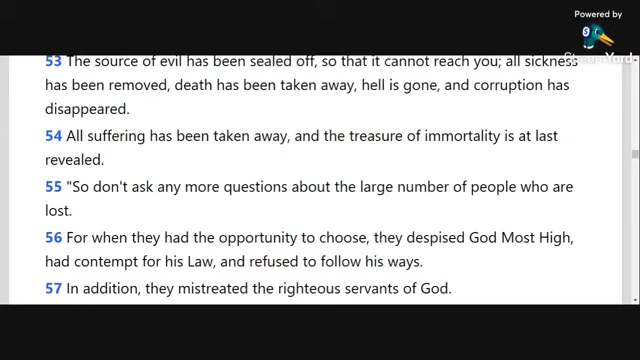 Powered by
53 The source of evil has been sealed off, so that it cannot reach you; all sickness
has been removed, death has been taken away, hell is gone, and corruption has
disappeared.
54 All suffering has been taken away, and the treasure of immortality is at last
revealed.
55 "So don't ask any more questions about the large number of people who are
lost.
56 For when they had the opportunity to choose, they despised God Most High,
had contempt for his Law, and refused to follow his ways.
57 In addition, they mistreated the righteous servants of God.